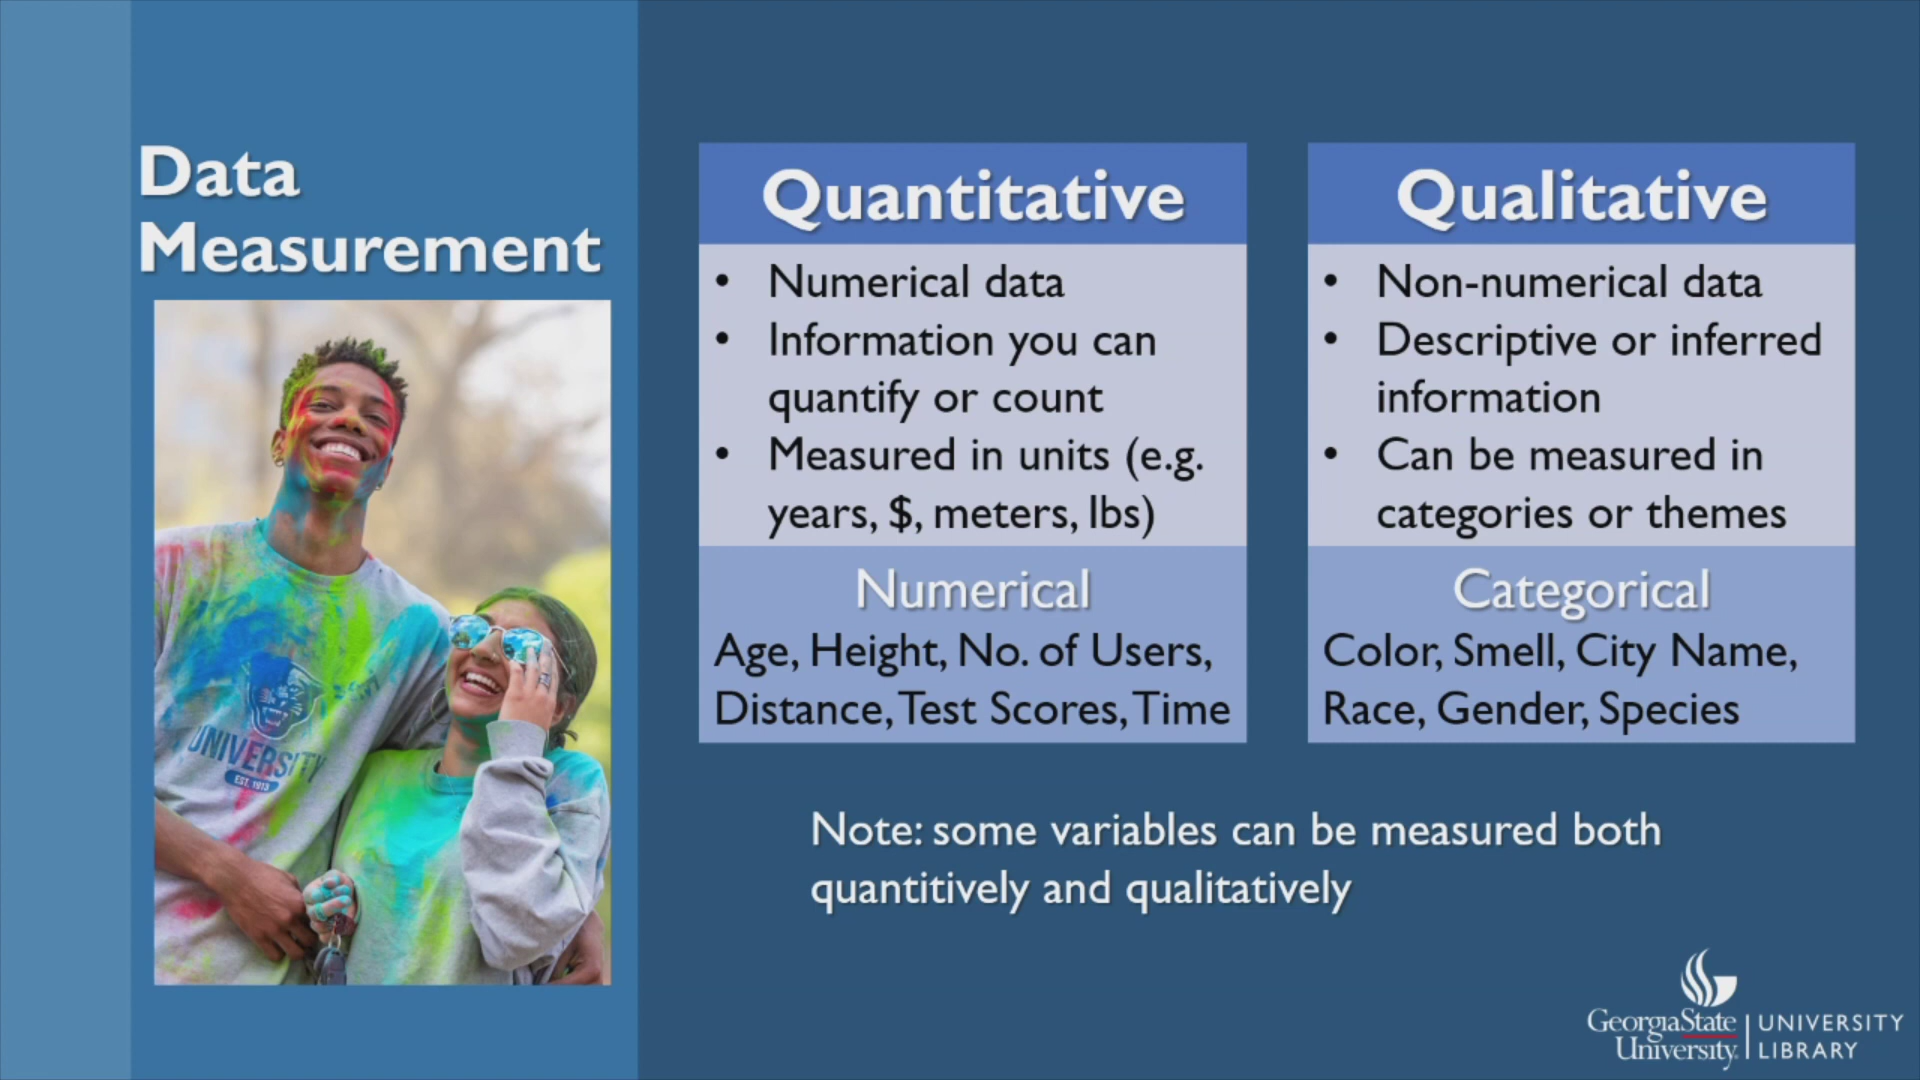 Data
Measurement
UNIVERSITY
EST. 1913
Quantitative
• Numerical data
• Information you can
quantify or count
• Measured in units (e.g.
years, $, meters, lbs)
Numerical
Age, Height, No. of Users,
Distance, Test Scores, Time
Qualitative
• Non-numerical data
• Descriptive or inferred
information
• Can be measured in
categories or themes
Categorical
Color, Smell, City Name,
Race, Gender, Species
Note: some variables can be measured both
quantitively and qualitatively
GeorgiaState
University
UNIVERSITY
LIBRARY